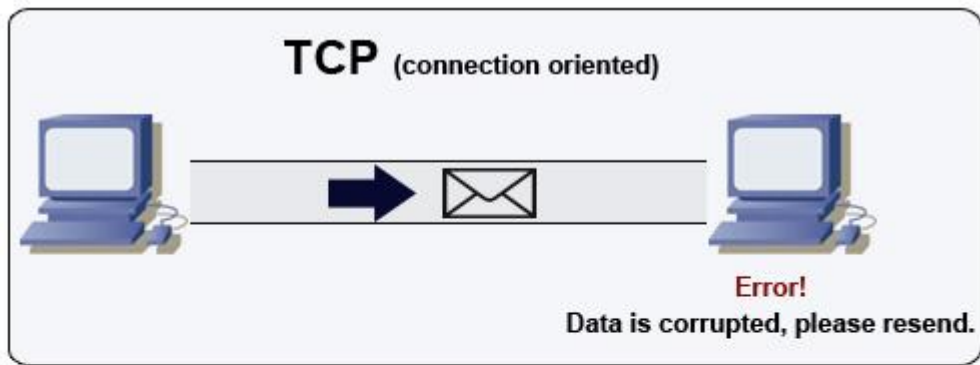 TCP (connection oriented)
Error!
Data is corrupted, please resend.